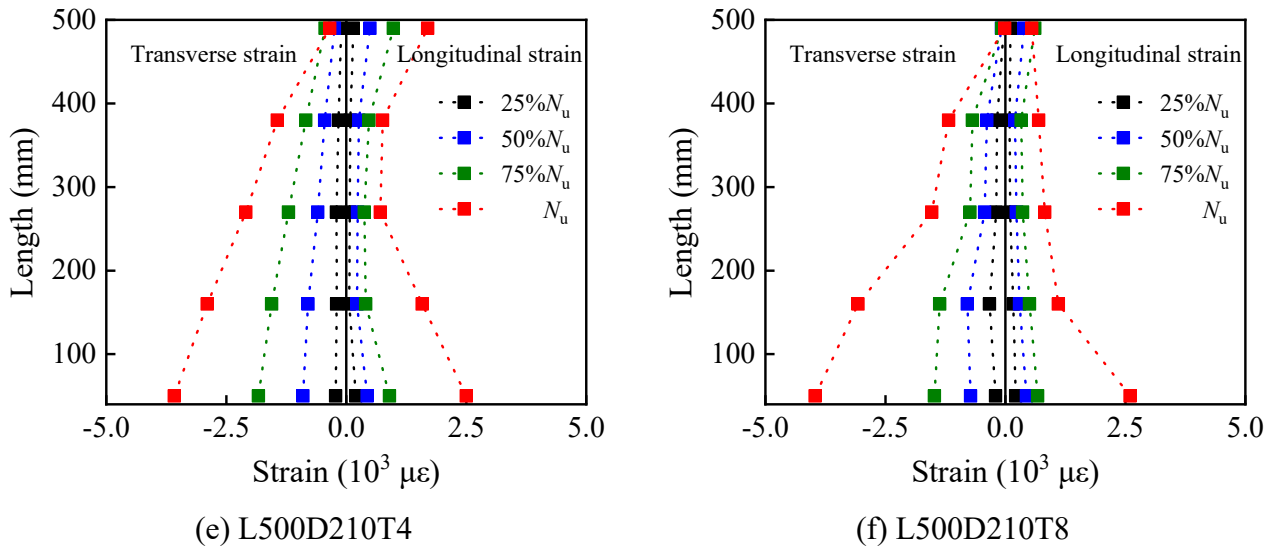 500
Transverse strain
Longitudinal strain
400
25%Nu
50%Nu
300
75%Nu
Nu
200
100
Length (mm)
-5.0 -2.5 0.0 2.5 5.0
Strain (10³ με)
(e) L500D210T4
500
Transverse strain
Longitudinal strain
400
25%Nu
50%Nu
300
75%Nu
Nu
200
100
Length (mm)
-5.0 -2.5 0.0 2.5 5.0
Strain (10³ με)
(f) L500D210T8